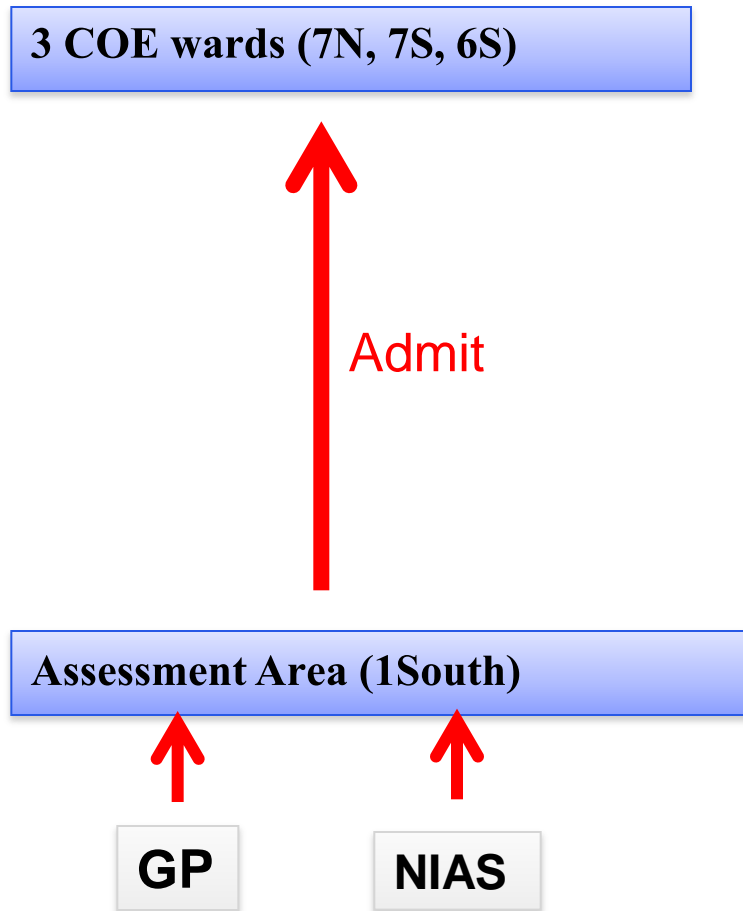 3 COE wards (7N, 7S, 6S)
Admit
Assessment Area (1South)
GP
NIAS